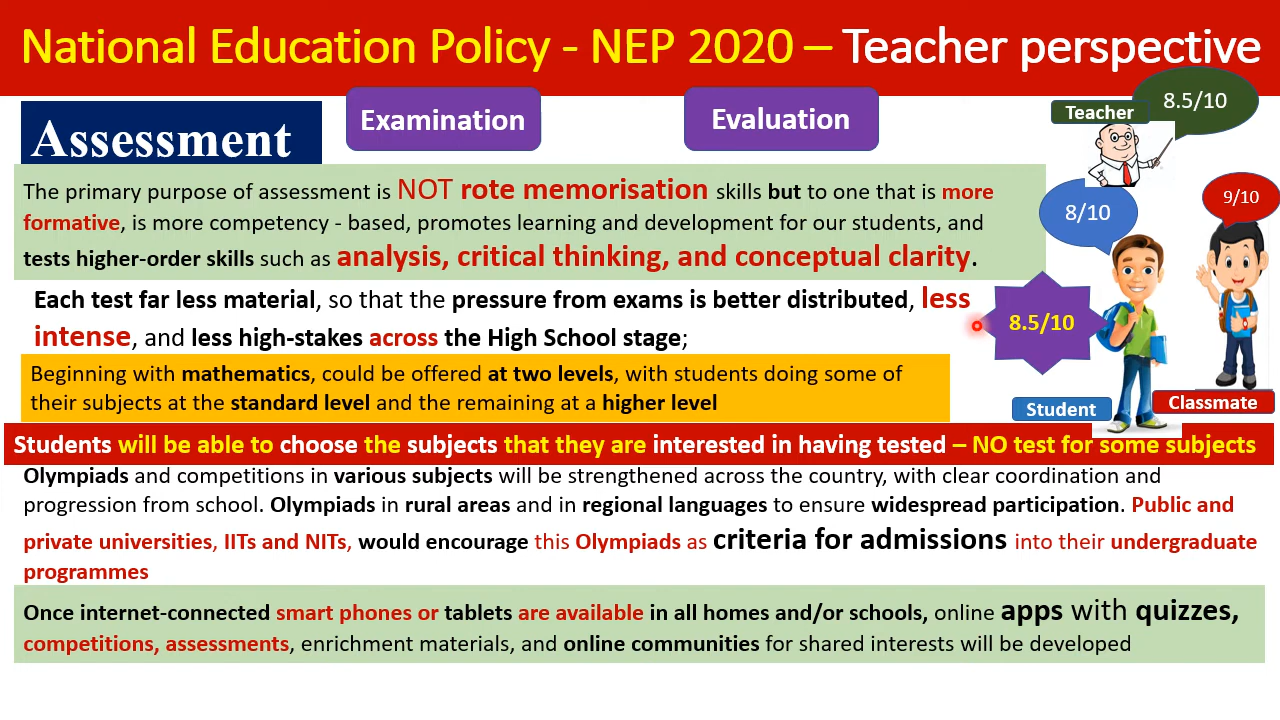 National Education Policy - NEP 2020 – Teacher perspective
Assessment
Examination
Evaluation
Teacher
8.5/10
8/10
9/10
8.5/10
Student
Classmate
The primary purpose of assessment is NOT rote memorisation skills but to one that is more
formative, is more competency - based, promotes learning and development for our students, and
tests higher-order skills such as analysis, critical thinking, and conceptual clarity.
Each test far less material, so that the pressure from exams is better distributed, less
intense, and less high-stakes across the High School stage;
Beginning with mathematics, could be offered at two levels, with students doing some of
their subjects at the standard level and the remaining at a higher level
Students will be able to choose the subjects that they are interested in having tested – NO test for some subjects
Olympiads and competitions in various subjects will be strengthened across the country, with clear coordination and
progression from school. Olympiads in rural areas and in regional languages to ensure widespread participation. Public and
private universities, IITs and NITs, would encourage this Olympiads as criteria for admissions into their undergraduate
programmes
Once internet-connected smart phones or tablets are available in all homes and/or schools, online apps with quizzes,
competitions, assessments, enrichment materials, and online communities for shared interests will be developed